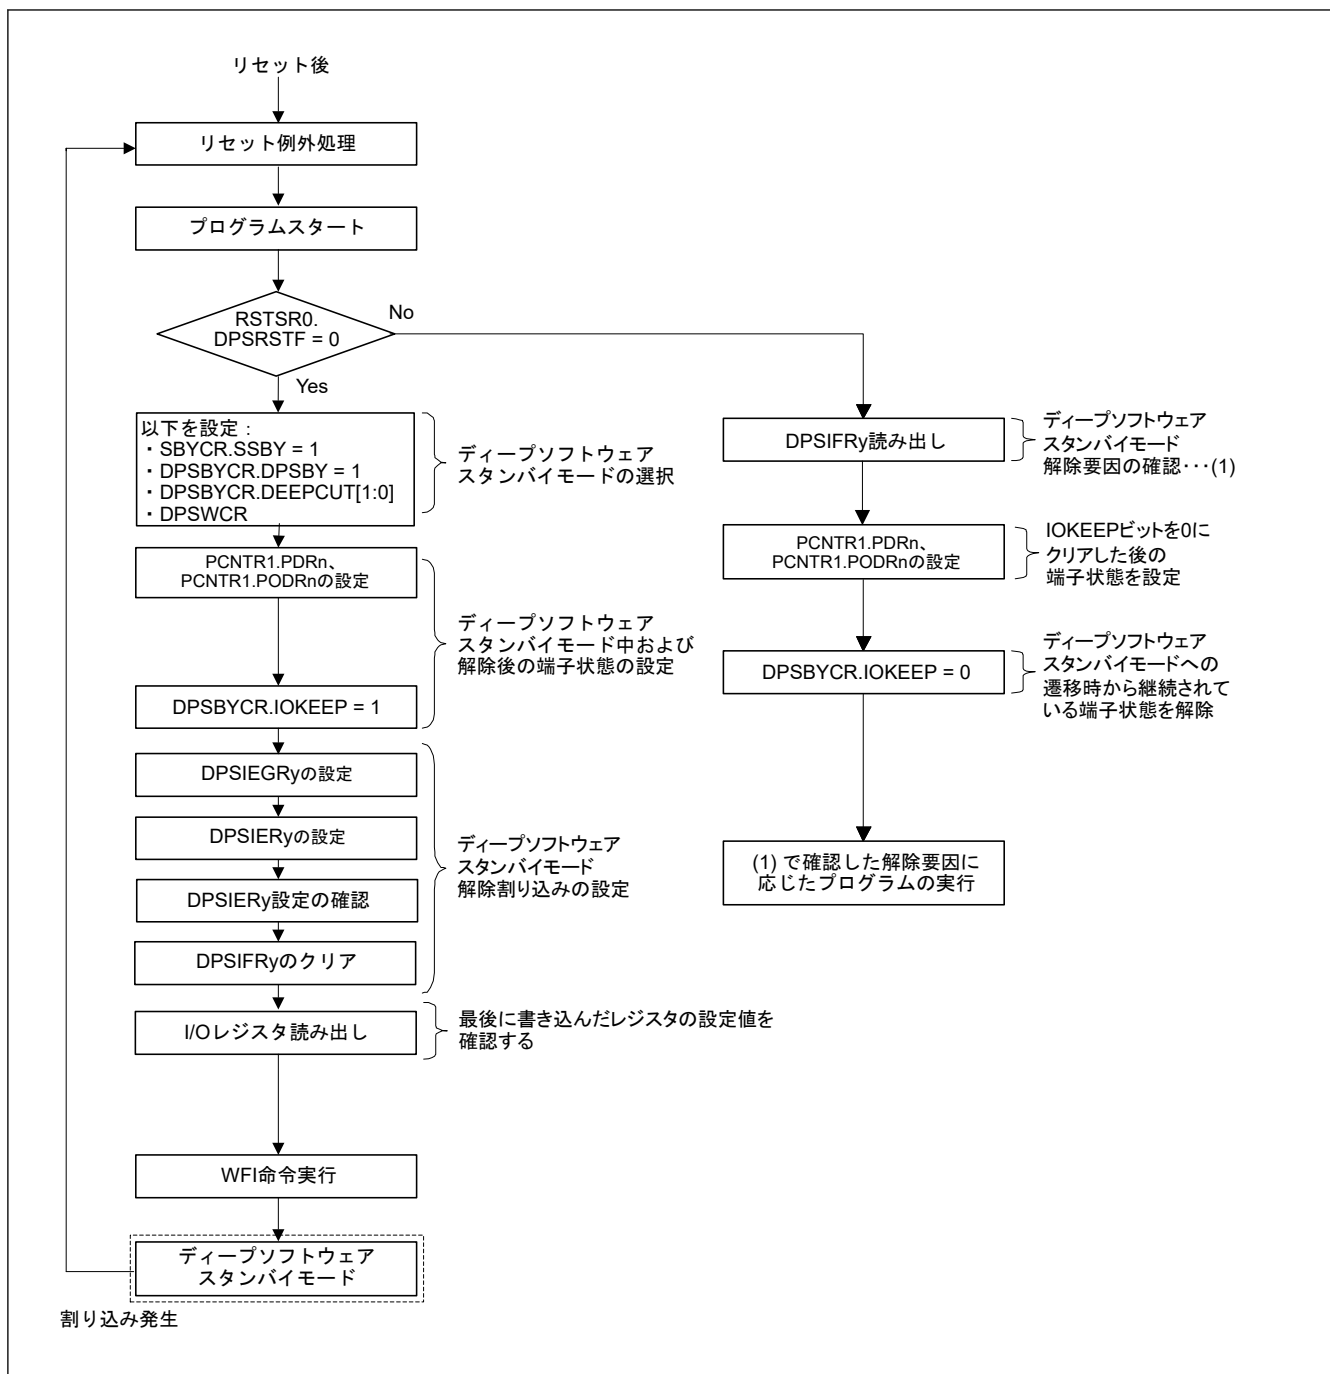 リセット後
リセット例外処理
プログラムスタート
RSTSR0.
DPSRSTF = 0
No
Yes
以下を設定：
・SBYCR.SSBY = 1
・DPSBYCR.DPSBY = 1
・DPSBYCR.DEEPCUT[1:0]
・DPSWCR
ディープソフトウェア
スタンバイモードの選択
PCNTR1.PDRn、
PCNTR1.PODRnの設定
DPSBYCR.IOKEEP = 1
ディープソフトウェア
スタンバイモード中および
解除後の端子状態の設定
DPSIEGRyの設定
DPSIERyの設定
DPSIERy設定の確認
DPSIFRyのクリア
ディープソフトウェア
スタンバイモード
解除割り込みの設定
I/Oレジスタ読み出し
最後に書き込んだレジスタの設定値を
確認する
WFI命令実行
ディープソフトウェア
スタンバイモード
割り込み発生
DPSIFRy読み出し
ディープソフトウェア
スタンバイモード
解除要因の確認･･･(1)
PCNTR1.PDRn、
PCNTR1.PODRnの設定
IOKEEPビットを0に
クリアした後の
端子状態を設定
DPSBYCR.IOKEEP = 0
ディープソフトウェア
スタンバイモードへの
遷移時から継続されて
いる端子状態を解除
(1) で確認した解除要因に
応じたプログラムの実行